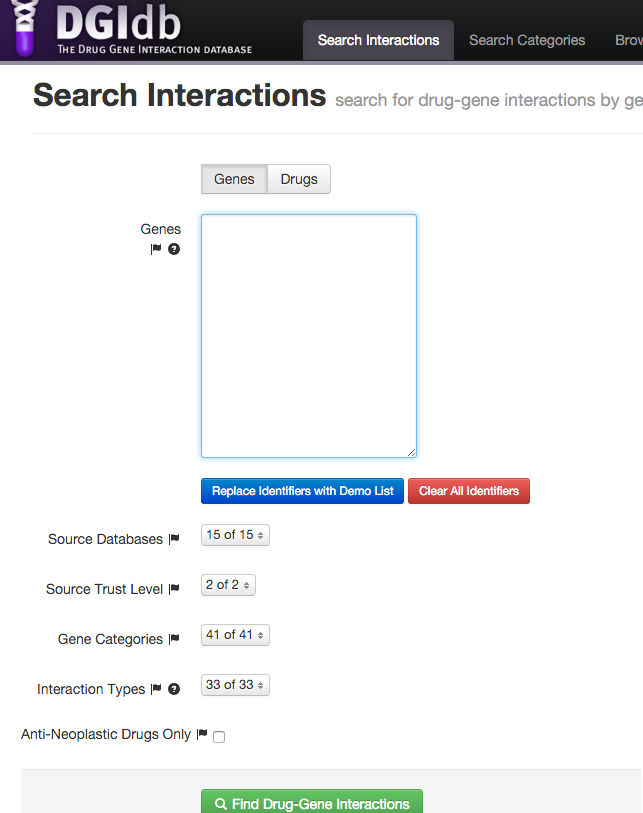 DGIdb
THE DRUG GENE INTERACTION DATABASE
Search Interactions
Search Categories
Search Interactions search for drug-gene interactions by
Genes
Drugs
Genes
Replace Identifiers with Demo List
Clear All Identifiers
Source Databases
15 of 15
Source Trust Level
2 of 2
Gene Categories
41 of 41
Interaction Types
33 of 33
Anti-Neoplastic Drugs Only
Find Drug-Gene Interactions